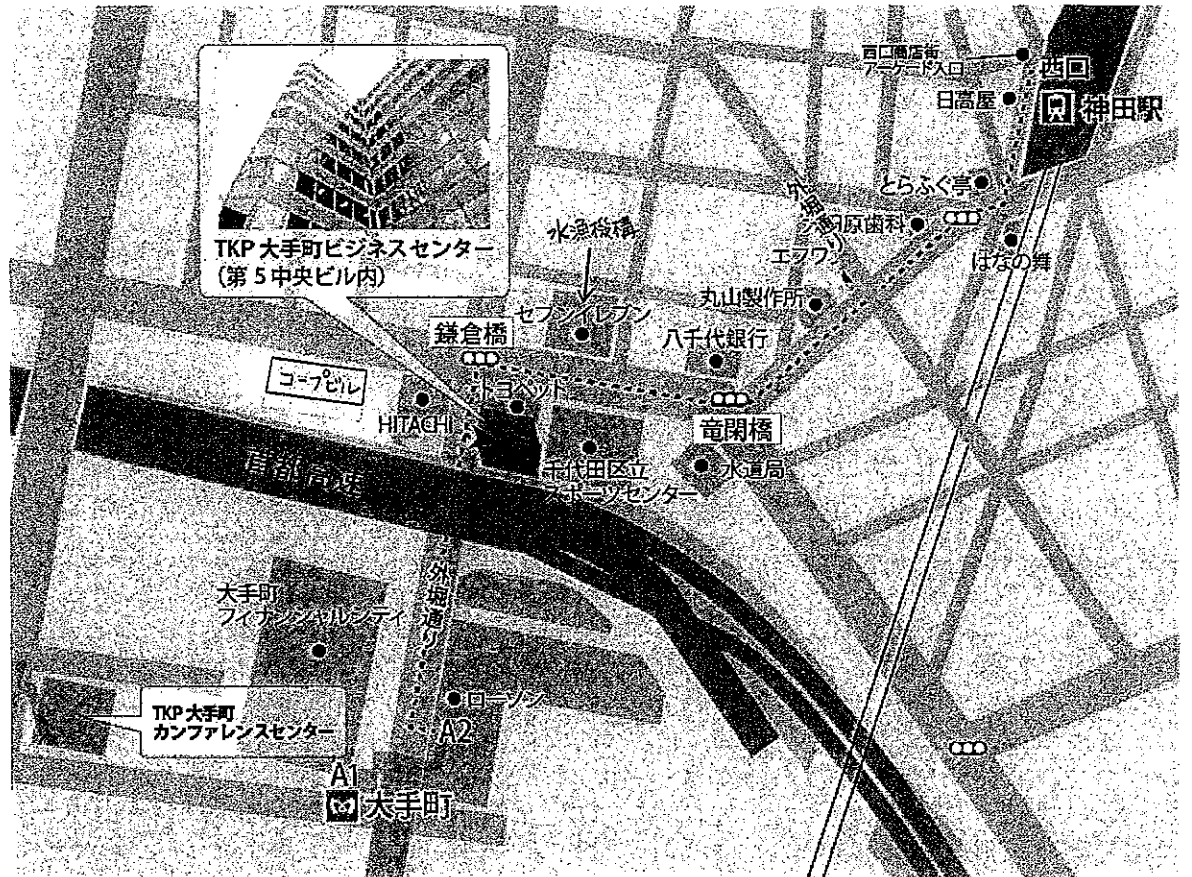 西口商店街
アーケード入口
西口
日高屋
神田駅
とらふぐ亭
外堀通り
エフワン
はなの舞
TKP 大手町ビジネスセンター
(第 5 中央ビル内)
丸山製作所
セブンイレブン
八千代銀行
鎌倉橋
コープビル
トヨペット
HITACHI
竜閑橋
千代田区立
スポーツセンター
水道局
首都高速
外堀通り
大手町
フィナンシャルシティ
ローソン
TKP 大手町
カンファレンスセンター
A2
A1
大手町